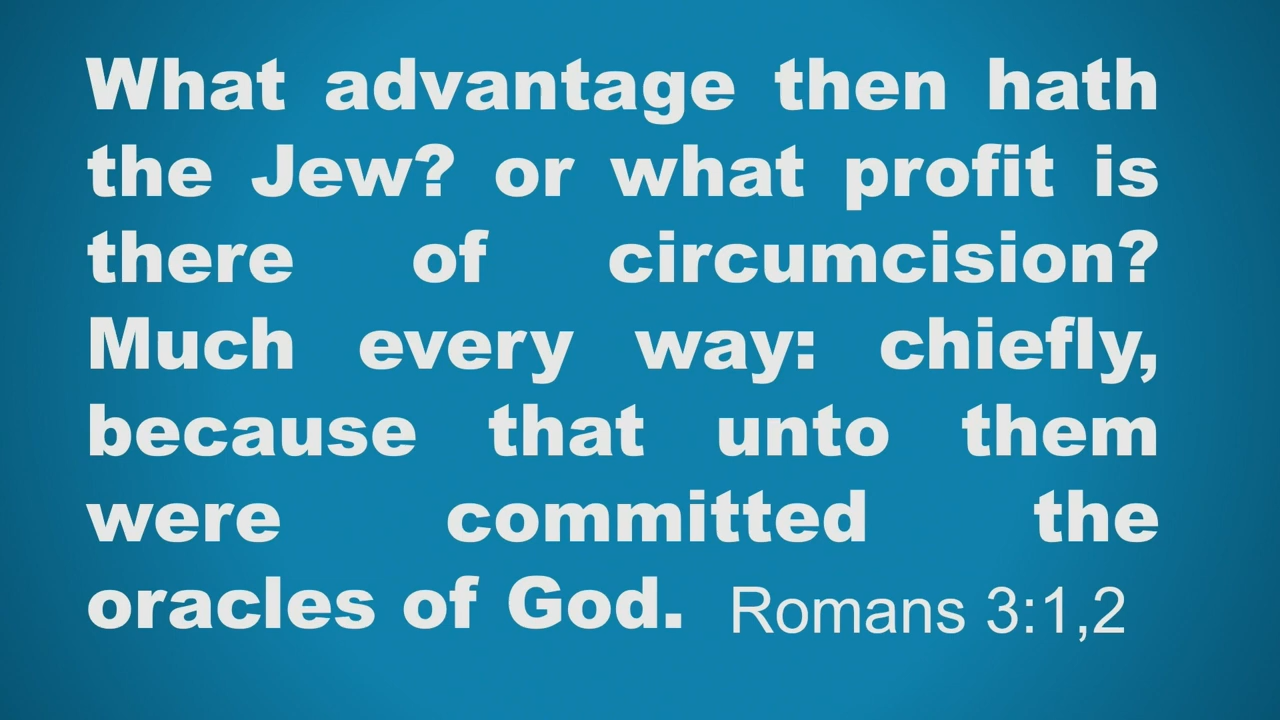 What advantage then hath
the Jew? or what profit is
there of circumcision?
Much every way: chiefly,
because that unto them
were committed the
oracles of God. Romans 3:1,2